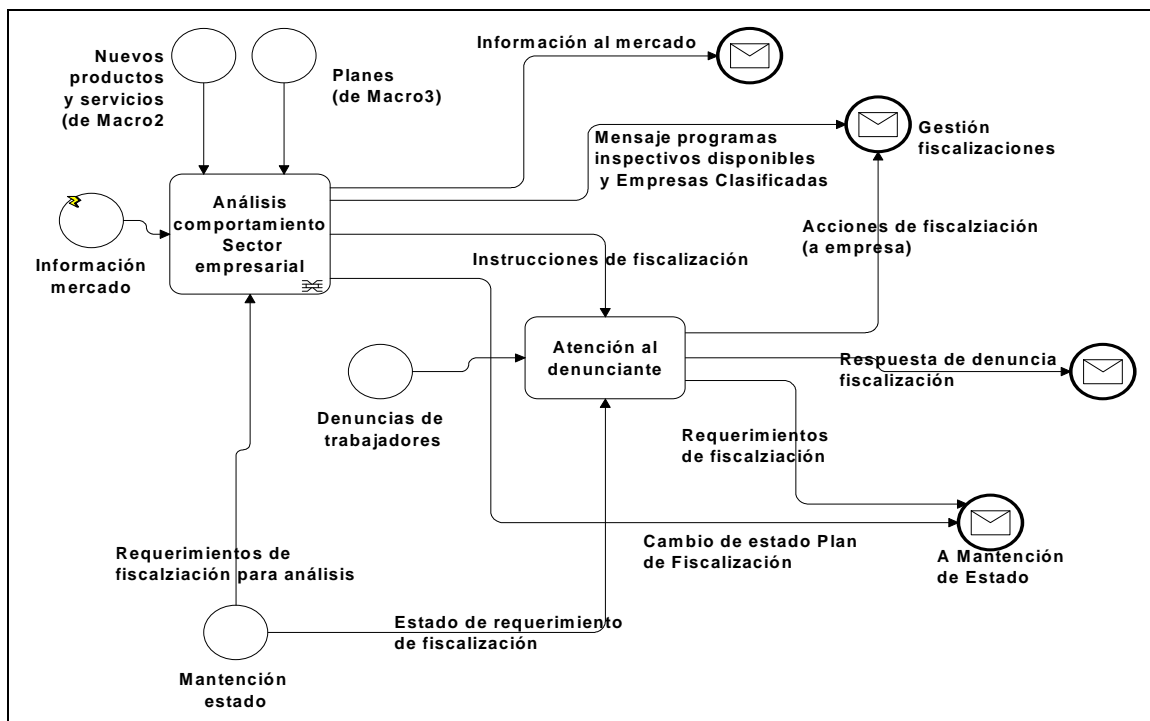 Nuevos
productos
y servicios
(de Macro2
Planes
(de Macro3)
Información al mercado
Mensaje programas
inspectivos disponibles
y Empresas Clasificadas
Gestión
fiscalizaciones
Análisis
comportamiento
Sector
empresarial
Información
mercado
Instrucciones de fiscalización
Acciones de fiscalziación
(a empresa)
Atención al
denunciante
Denuncias de
trabajadores
Respuesta de denuncia
fiscalización
Requerimientos
de fiscalziación
Cambio de estado Plan
de Fiscalización
A Mantención
de Estado
Requerimientos de
fiscalziación para análisis
Estado de requerimiento
de fiscalización
Mantención
estado